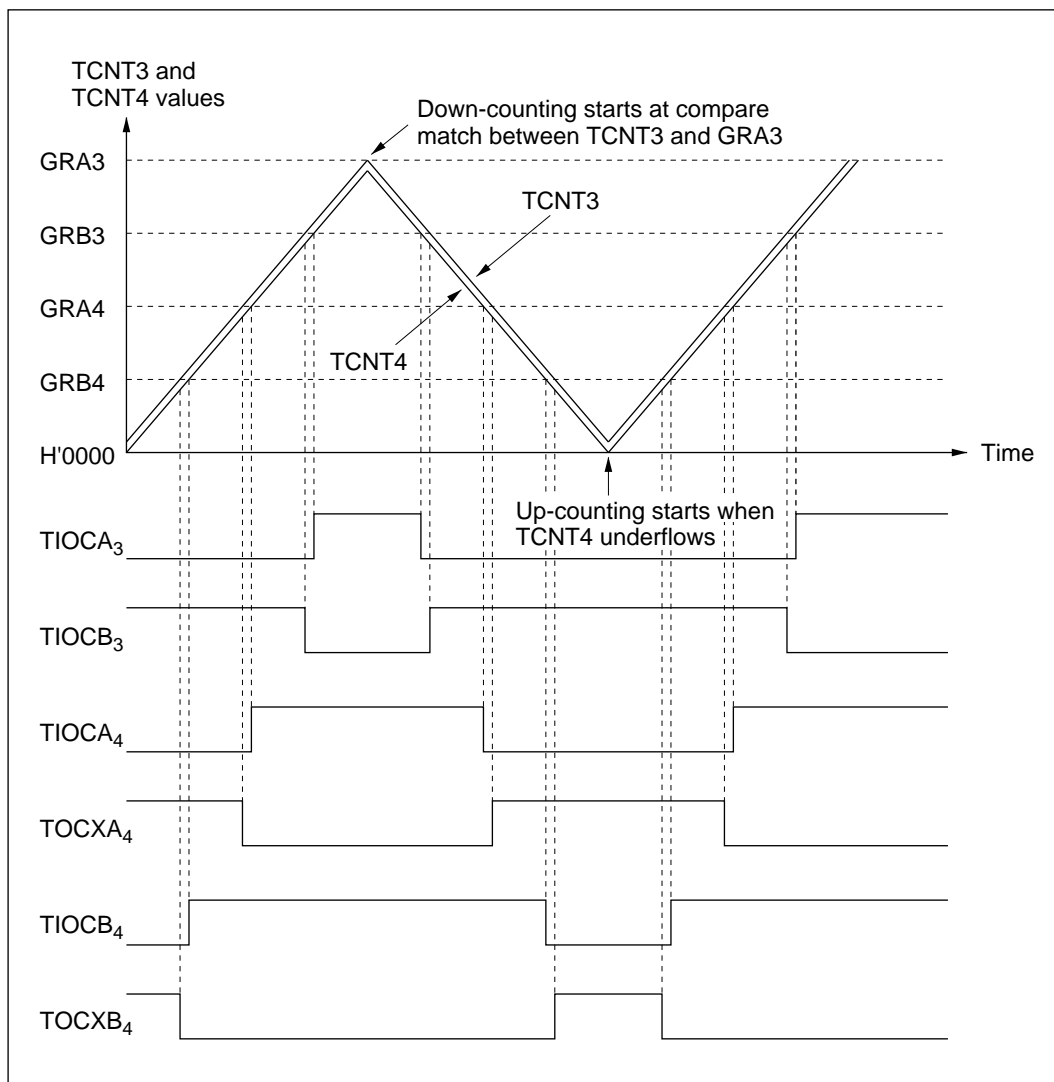 TCNT3 and
TCNT4 values
Down-counting starts at compare
match between TCNT3 and GRA3
GRA3
TCNT3
GRB3
GRA4
TCNT4
GRB4
H'0000
Time
Up-counting starts when
TCNT4 underflows
TIOCA3
TIOCB3
TIOCA4
TOCXA4
TIOCB4
TOCXB4